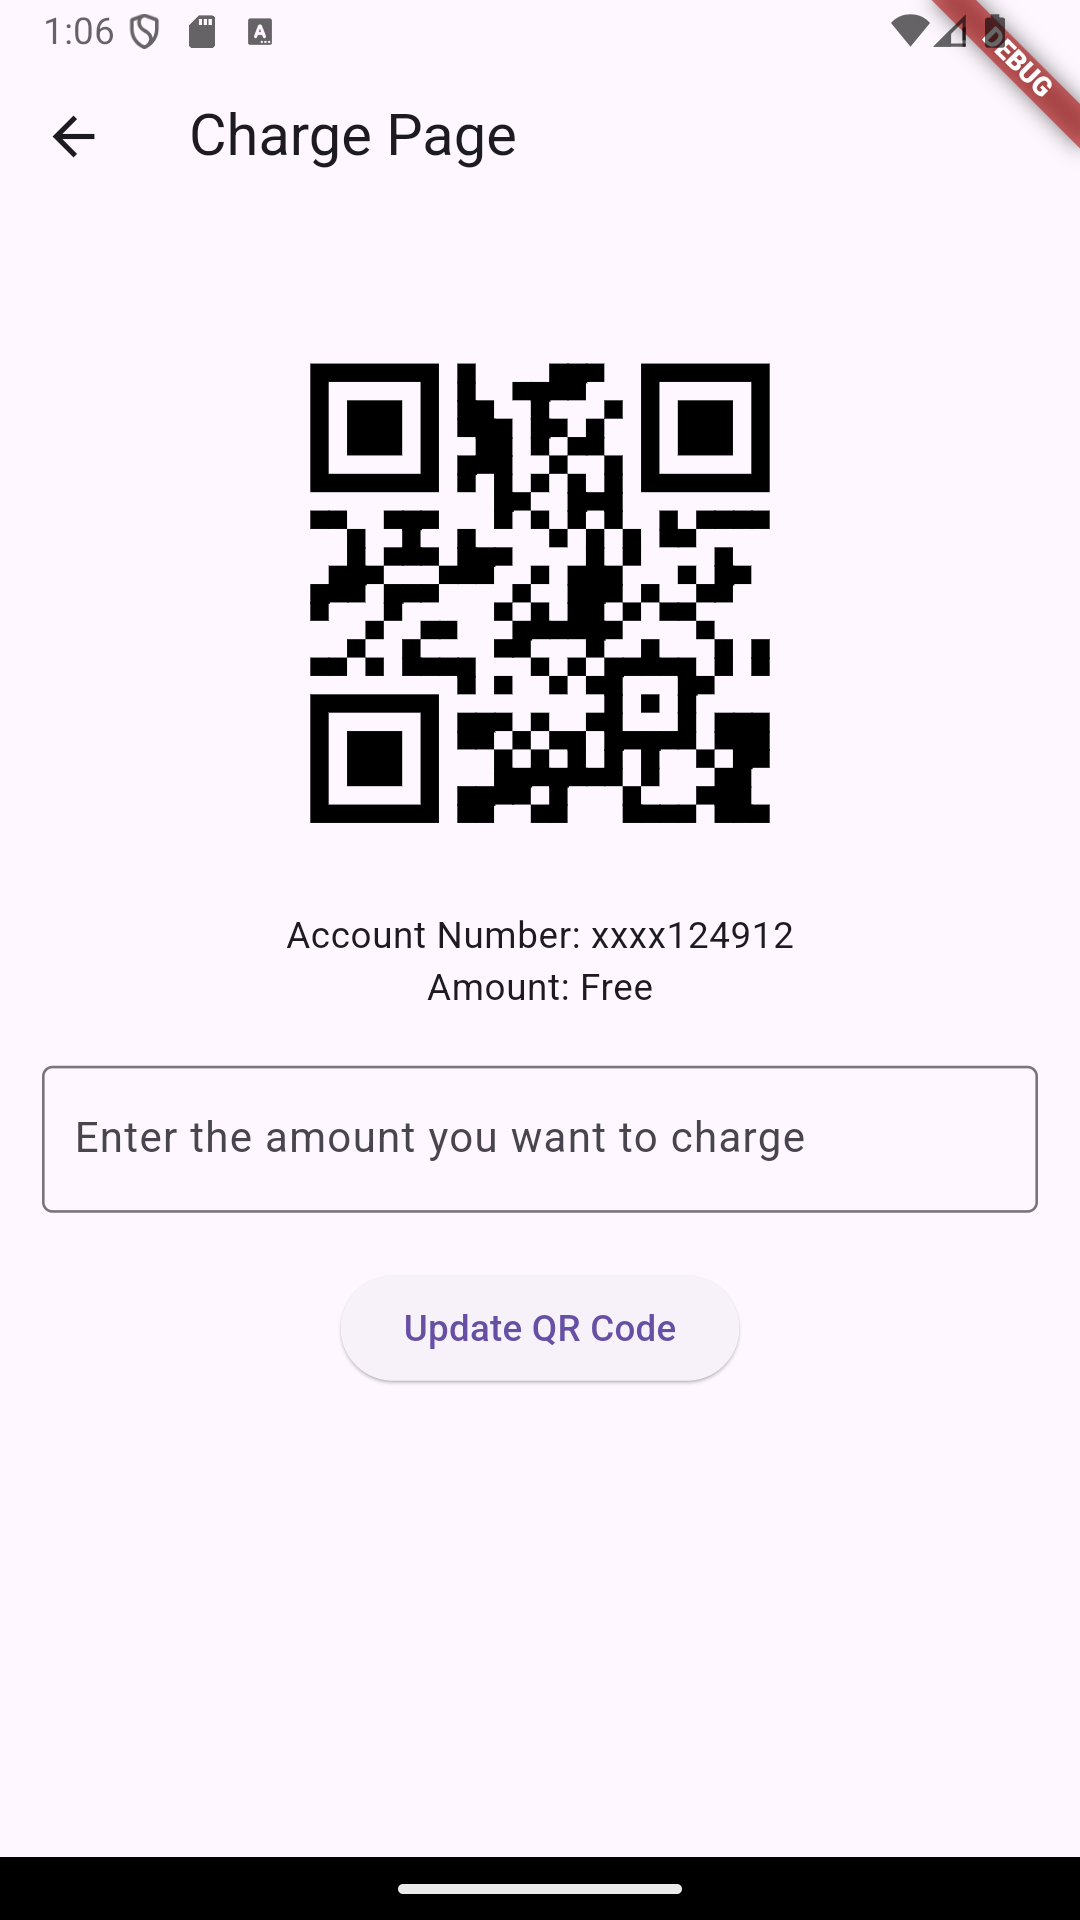 1:06
DEBUG
Charge Page
Account Number: xxxx124912
Amount: Free
Enter the amount you want to charge
Update QR Code